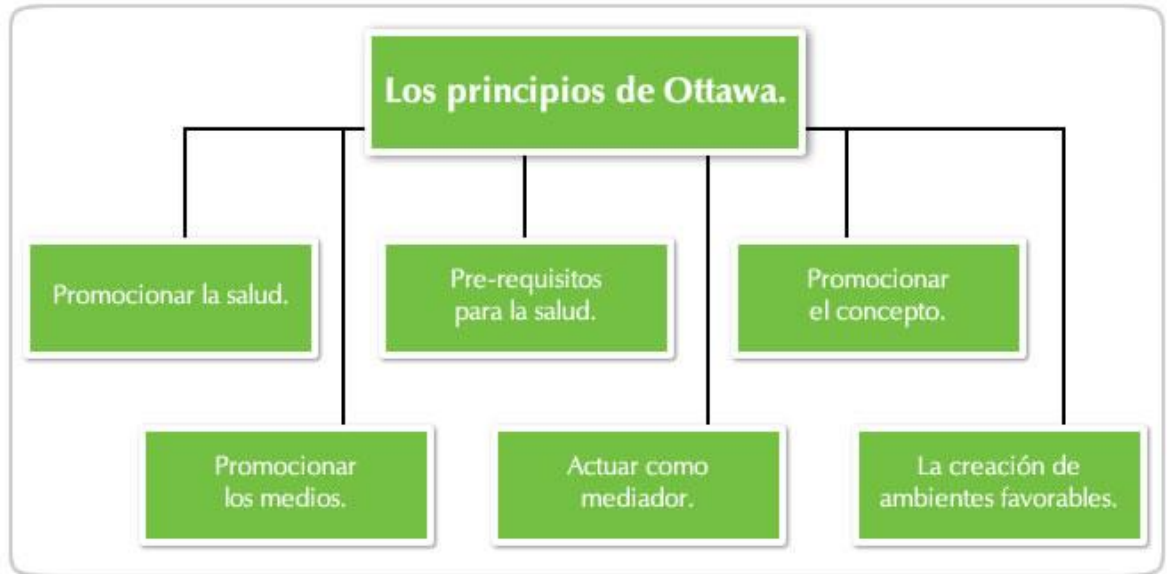 Los principios de Ottawa.
Promocionar la salud.
Pre-requisitos
para la salud.
Promocionar
el concepto.
Promocionar
los medios.
Actuar como
mediador.
La creación de
ambientes favorables.